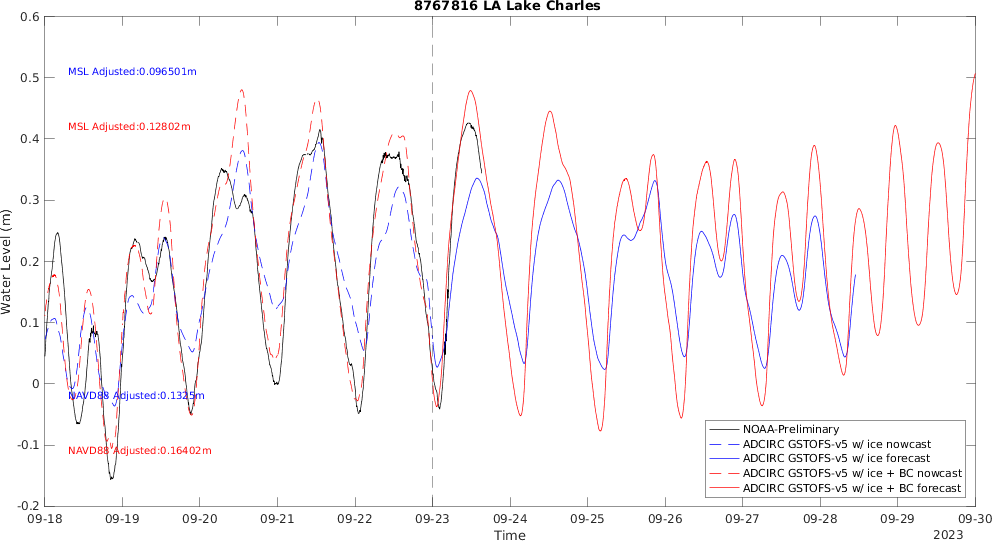 8767816 LA Lake Charles
0.6
0.5
0.4
0.3
0.2
0.1
0
-0.1
-0.2
Water Level (m)
MSL Adjusted:0.096501m
MSL Adjusted:0.12802m
NAVD88 Adjusted:0.1325m
NAVD88 Adjusted:0.16402m
NOAA-Preliminary
ADCIRC GSTOFS-v5 w/ ice nowcast
ADCIRC GSTOFS-v5 w/ ice forecast
ADCIRC GSTOFS-v5 w/ ice + BC nowcast
ADCIRC GSTOFS-v5 w/ ice + BC forecast
09-18 09-19 09-20 09-21 09-22 09-23 09-24 09-25 09-26 09-27 09-28 09-29 09-30
Time
2023